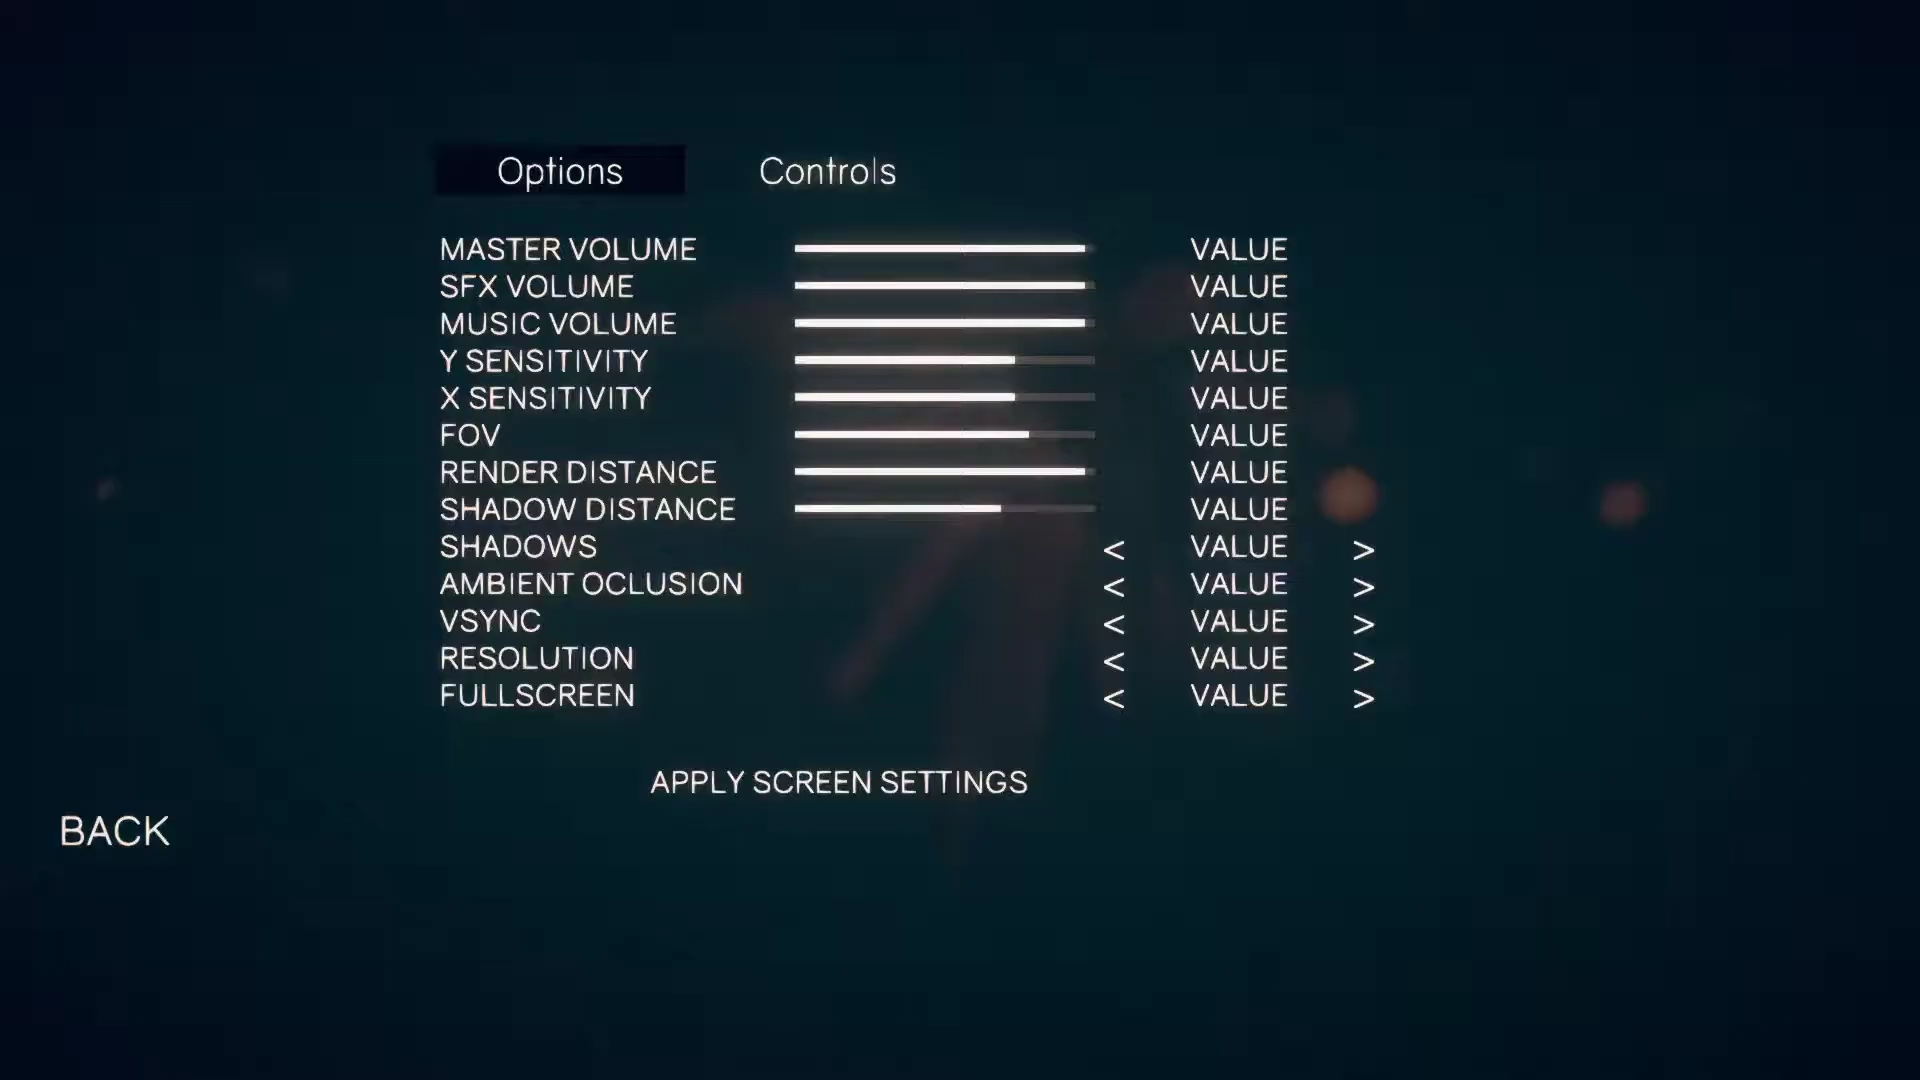 Options Controls
MASTER VOLUME VALUE
SFX VOLUME VALUE
MUSIC VOLUME VALUE
Y SENSITIVITY VALUE
X SENSITIVITY VALUE
FOV VALUE
RENDER DISTANCE VALUE
SHADOW DISTANCE VALUE
SHADOWS < VALUE >
AMBIENT OCLUSION < VALUE >
VSYNC < VALUE >
RESOLUTION < VALUE >
FULLSCREEN < VALUE >
APPLY SCREEN SETTINGS
BACK